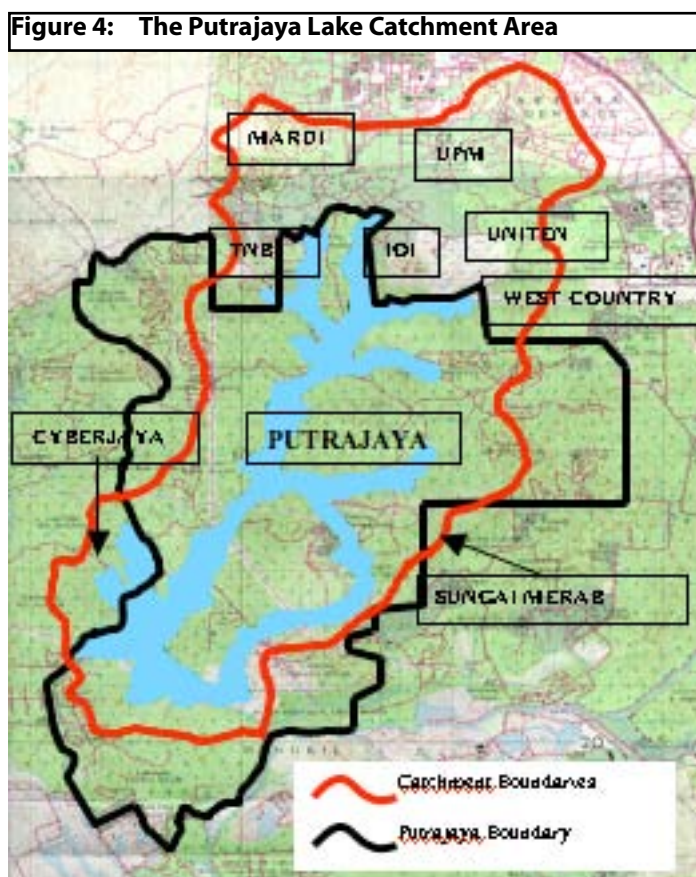 Figure 4: The Putrajaya Lake Catchment Area
MARDI
UPM
TNB
IOI
UNITEN
WEST COUNTRY
CYBERJAYA
PUTRAJAYA
SUNGAI MERAB
Catchment Boundaries
Putrajaya Boundary